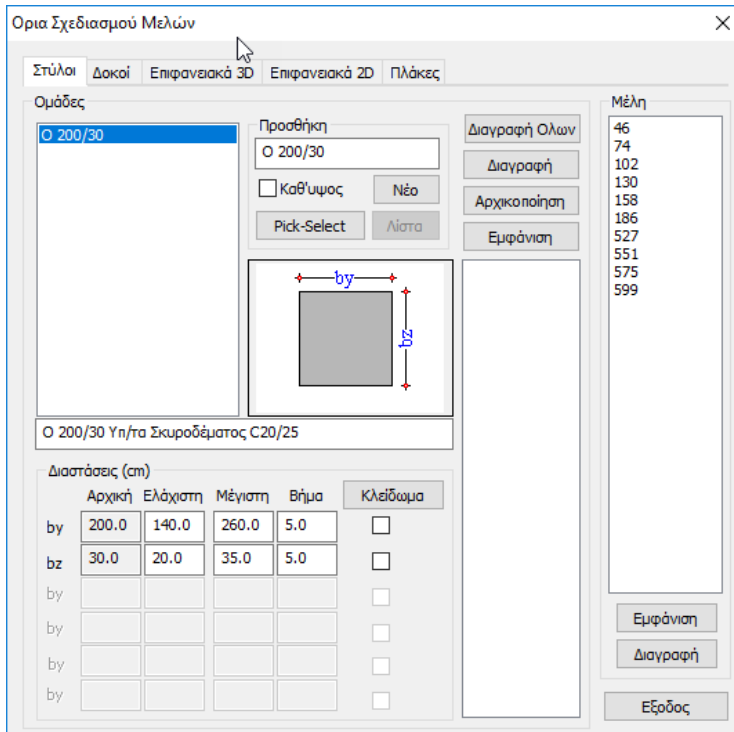 Ορια Σχεδιασμού Μελών
Στύλοι Δοκοί Επιφανειακά 3D Επιφανειακά 2D Πλάκες
Ομάδες
Ο 200/30
Προσθήκη
Ο 200/30
Καθ'υψος Νέο
Pick-Select Λίστα
Διαγραφή Ολων
Διαγραφή
Αρχικοποίηση
Εμφάνιση
by
bz
Ο 200/30 Υπ/τα Σκυροδέματος C20/25
Διαστάσεις (cm)
Αρχική Ελάχιστη Μέγιστη Βήμα Κλείδωμα
by 200.0 140.0 260.0 5.0
bz 30.0 20.0 35.0 5.0
by
by
by
by
Μέλη
46
74
102
130
158
186
527
551
575
599
Εμφάνιση
Διαγραφή
Εξοδος